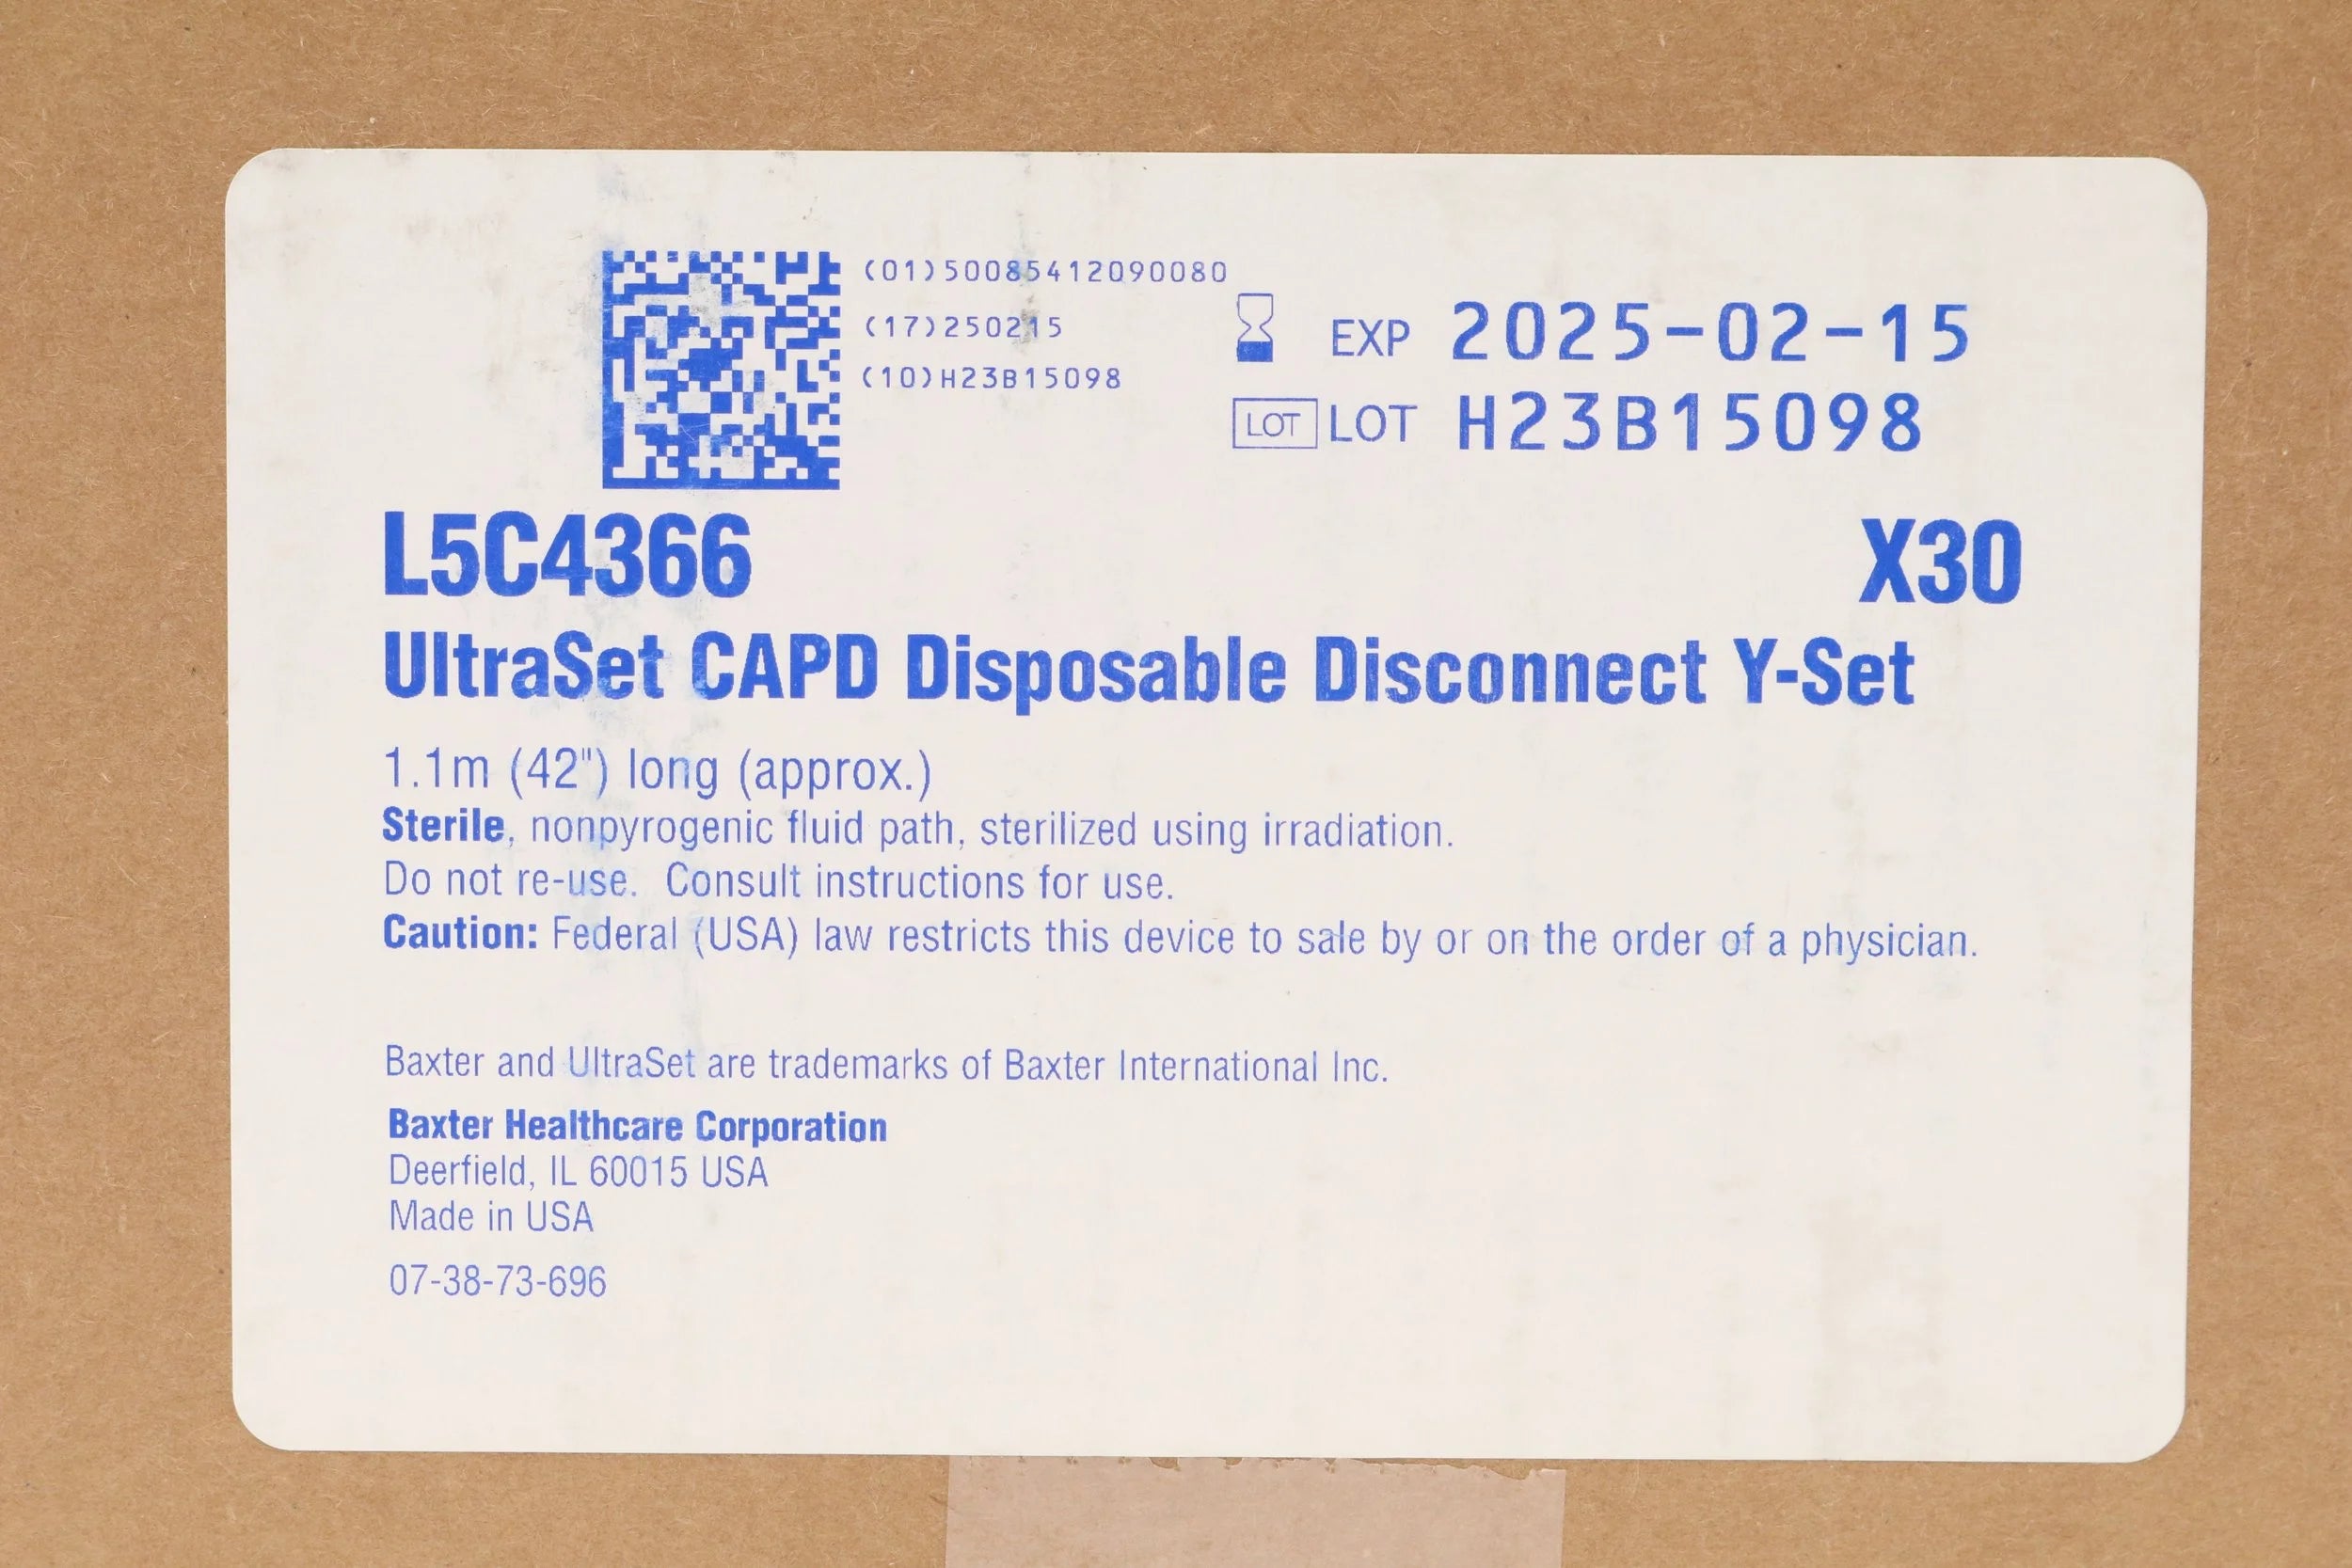 (01)50085412090080
(17)250215
(10)H23B15098
EXP 2025-02-15
LOT LOT H23B15098
L5C4366 X30
UltraSet CAPD Disposable Disconnect Y-Set
1.1m (42") long (approx.)
Sterile, nonpyrogenic fluid path, sterilized using irradiation.
Do not re-use. Consult instructions for use.
Caution: Federal (USA) law restricts this device to sale by or on the order of a physician.
Baxter and UltraSet are trademarks of Baxter International Inc.
Baxter Healthcare Corporation
Deerfield, IL 60015 USA
Made in USA
07-38-73-696